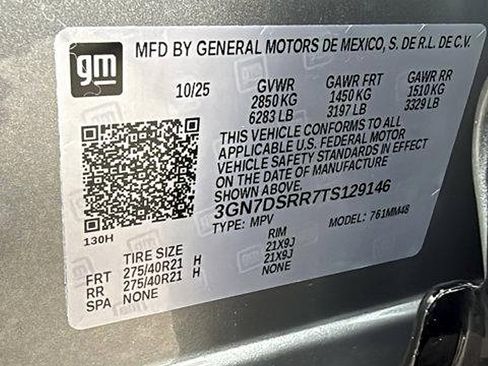 gm
MFD BY GENERAL MOTORS DE MEXICO, S. DE R.L. DE C.V.
10/25 GVWR GAWR FRT GAWR RR
2850 KG 1450 KG 1510 KG
6283 LB 3197 LB 3329 LB
THIS VEHICLE CONFORMS TO ALL
APPLICABLE U.S. FEDERAL MOTOR
VEHICLE SAFETY STANDARDS IN EFFECT
ON THE DATE OF MANUFACTURE
SHOWN ABOVE.
3GN7DSRR7TS129146
TYPE: MPV MODEL: 761MM48
130H
TIRE SIZE RIM
FRT 275/40R21 H 21X9J
RR 275/40R21 H 21X9J
SPA NONE NONE